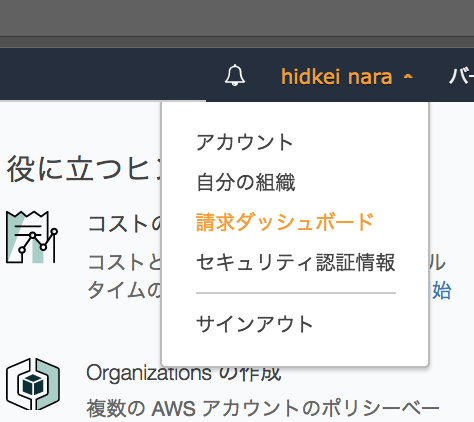 hidkei nara
バー
アカウント
自分の組織
請求ダッシュボード
セキュリティ認証情報
サインアウト
役に立つヒン
コストの
コストと
ル
タイムの
始
Organizations の作成
複数の AWS アカウントのポリシーベー